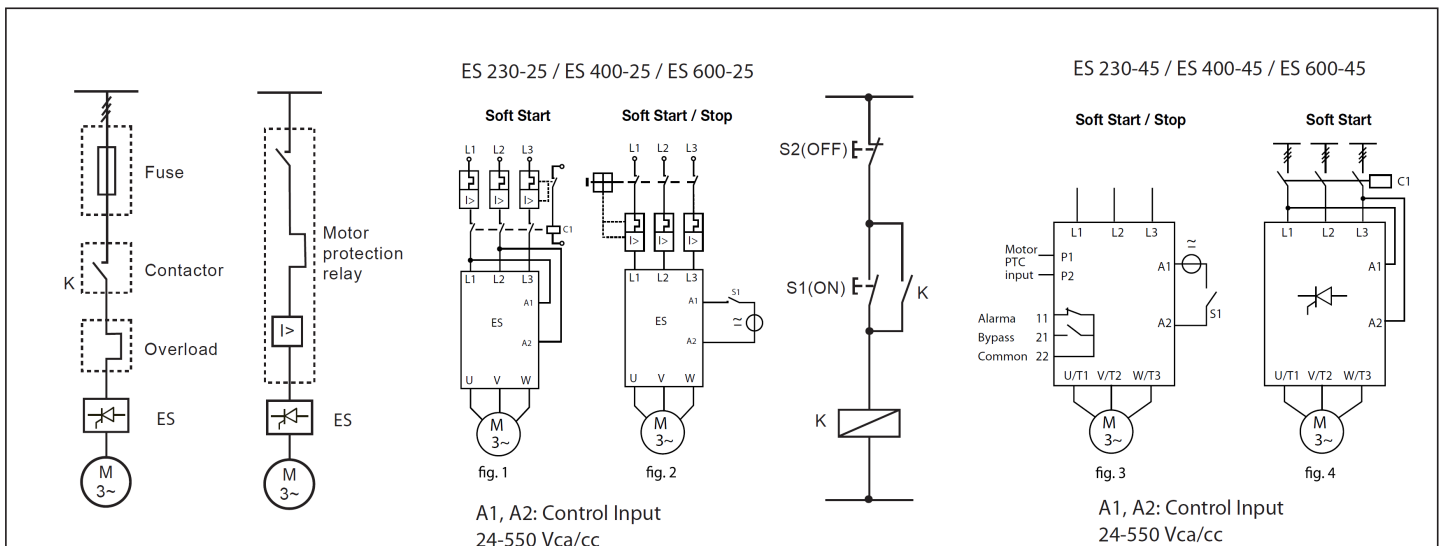 Fuse
K
Contactor
Overload
ES
M
3~
Motor
protection
relay
I>
ES
M
3~
ES 230-25 / ES 400-25 / ES 600-25
Soft Start
L1 L2 L3
I> I> I>
C1
L1 L2 L3
A1
ES
A2
U V W
M
3~
fig. 1
Soft Start / Stop
L1 L2 L3
I> I> I>
L1 L2 L3
A1 S1
ES
≃
A2
U V W
M
3~
fig. 2
A1, A2: Control Input
24-550 Vca/cc
S2(OFF)
S1(ON)
K
K
ES 230-45 / ES 400-45 / ES 600-45
Soft Start / Stop
L1 L2 L3
Motor
PTC
input
P1
P2
≃
A1
S1
A2
Alarma 11
Bypass 21
Common 22
U/T1 V/T2 W/T3
M
3~
fig. 3
Soft Start
C1
L1 L2 L3
A1
A2
U/T1 V/T2 W/T3
M
3~
fig. 4
A1, A2: Control Input
24-550 Vca/cc